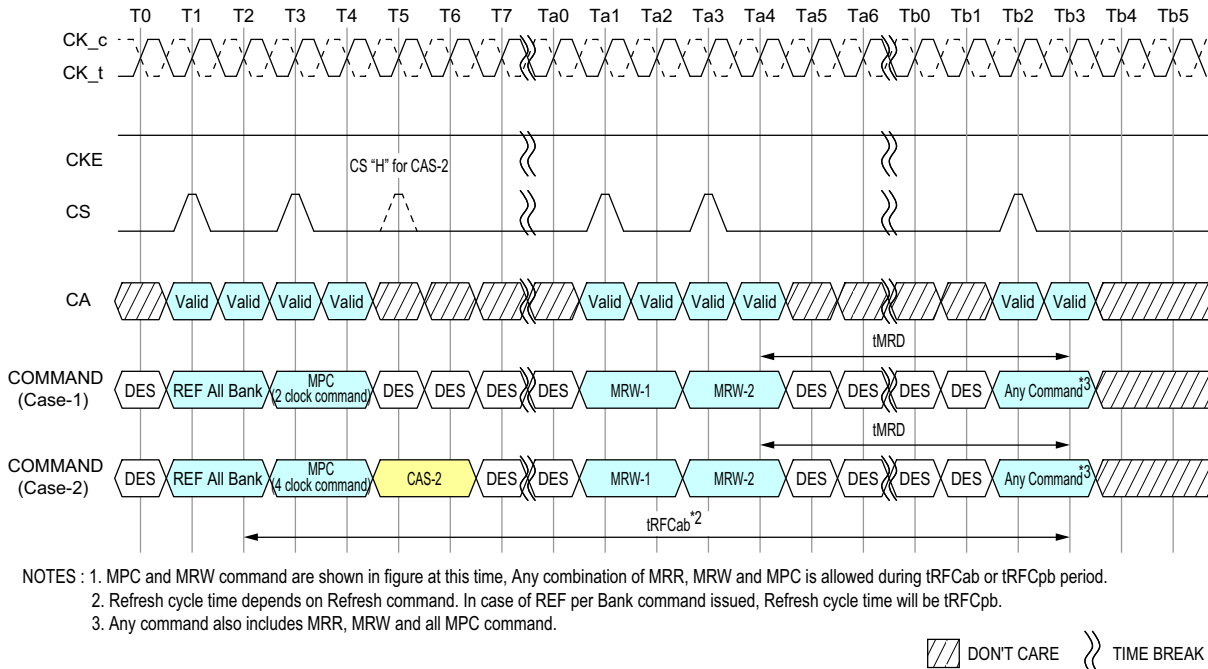 T0 T1 T2 T3 T4 T5 T6 T7 Ta0 Ta1 Ta2 Ta3 Ta4 Ta5 Ta6 Tb0 Tb1 Tb2 Tb3 Tb4 Tb5
CK_c
CK_t
CKE
CS “H” for CAS-2
CS
CA Valid Valid Valid Valid Valid Valid Valid Valid Valid Valid
tMRD
COMMAND
(Case-1)
DES REF All Bank MPC (2 clock command) DES DES DES DES MRW-1 MRW-2 DES DES DES DES Any Command*3
tMRD
COMMAND
(Case-2)
DES REF All Bank MPC (4 clock command) CAS-2 DES DES MRW-1 MRW-2 DES DES DES DES Any Command*3
tRFCab*2
NOTES : 1. MPC and MRW command are shown in figure at this time, Any combination of MRR, MRW and MPC is allowed during tRFCab or tRFCpb period.
2. Refresh cycle time depends on Refresh command. In case of REF per Bank command issued, Refresh cycle time will be tRFCpb.
3. Any command also includes MRR, MRW and all MPC command.
DON'T CARE TIME BREAK